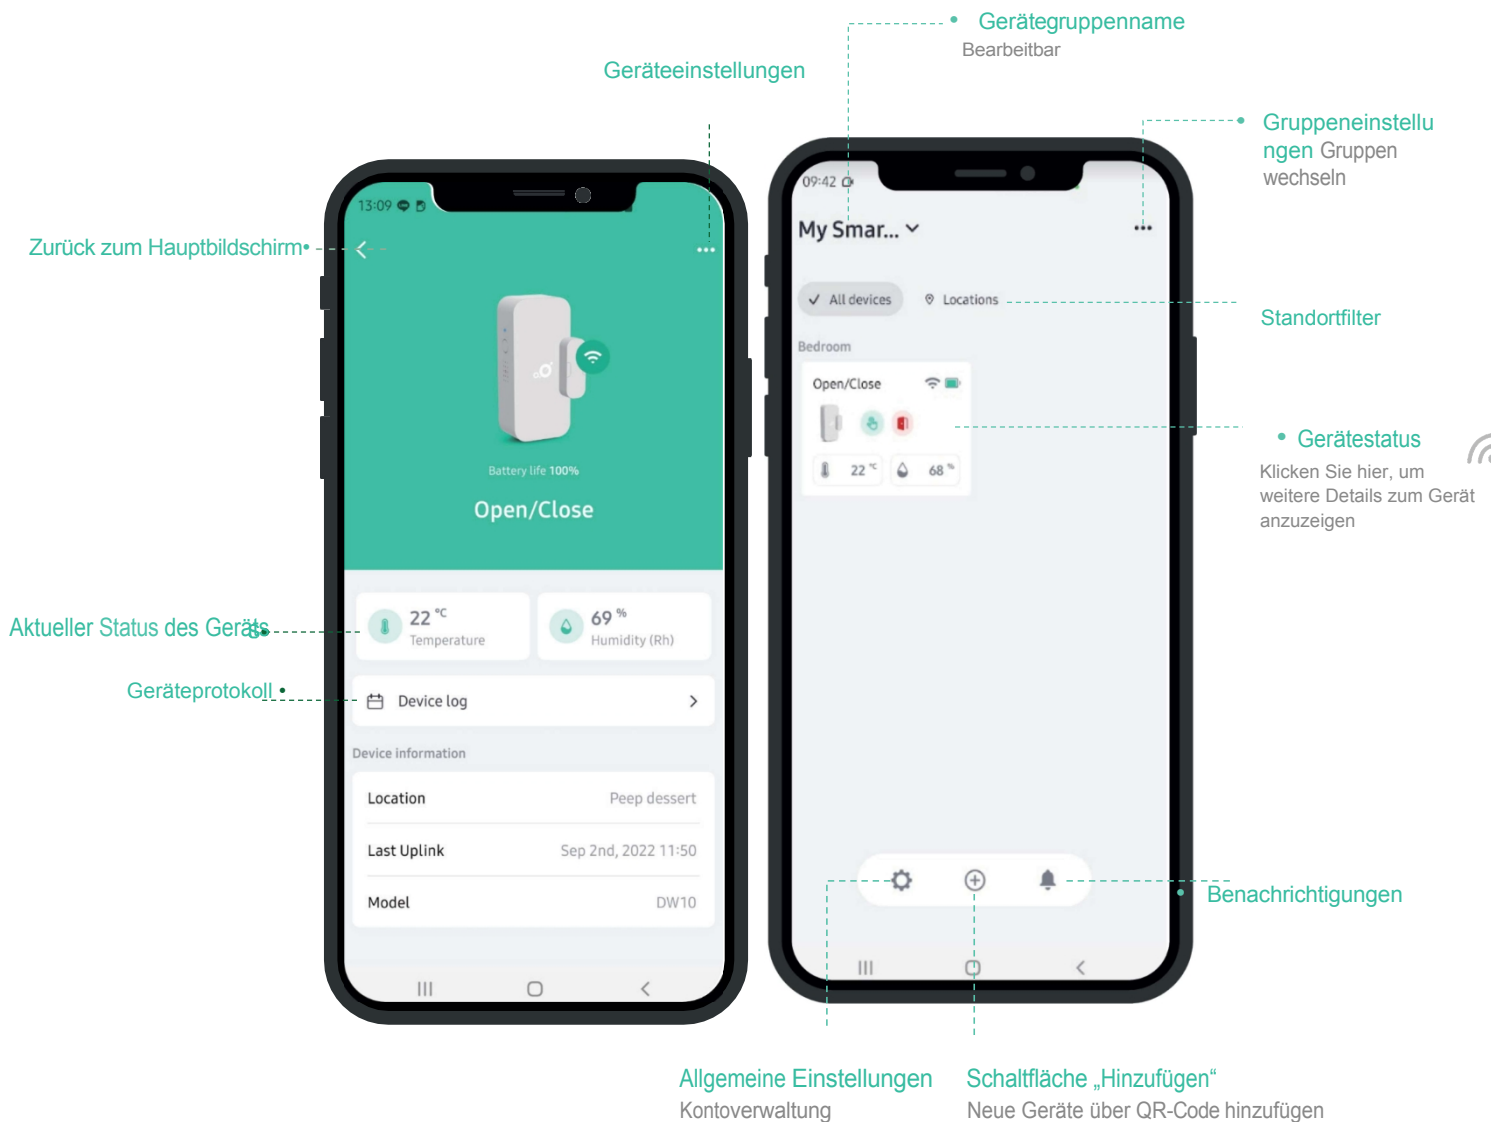 Gerätegruppenname
Bearbeitbar
Geräteeinstellungen
Gruppeneinstellu
ngen Gruppen
wechseln
Zurück zum Hauptbildschirm
13:09
Battery life 100%
Open/Close
22 °C
Temperature
69 %
Humidity (Rh)
Aktueller Status des Geräts
Geräteprotokoll
Device log
Device information
Location
Peep dessert
Last Uplink
Sep 2nd, 2022 11:50
Model
DW10
09:42
My Smar...
All devices
Locations
Standortfilter
Bedroom
Open/Close
22 °C
68 %
Gerätestatus
Klicken Sie hier, um
weitere Details zum Gerät
anzuzeigen
Benachrichtigungen
Allgemeine Einstellungen
Kontoverwaltung
Schaltfläche „Hinzufügen“
Neue Geräte über QR-Code hinzufügen